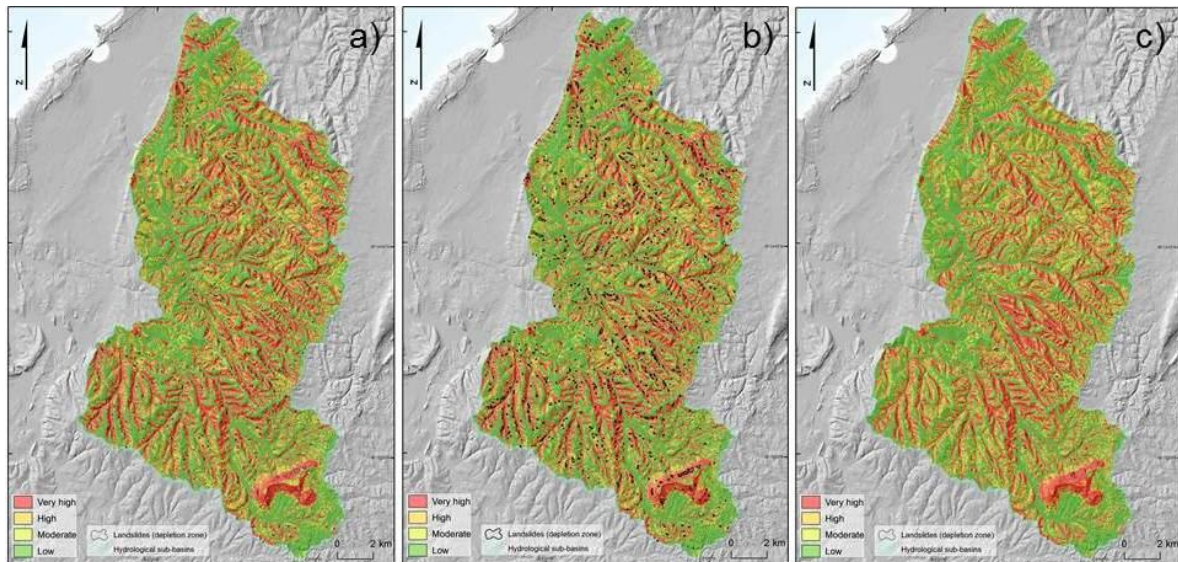 a)
N
Very high
High
Moderate
Low
Landslides (depletion zone)
Hydrological sub-basins
0 2 km
b)
N
Very high
High
Moderate
Low
Landslides (depletion zone)
Hydrological sub-basins
0 2 km
c)
N
Very high
High
Moderate
Low
Landslides (depletion zone)
Hydrological sub-basins
0 2 km